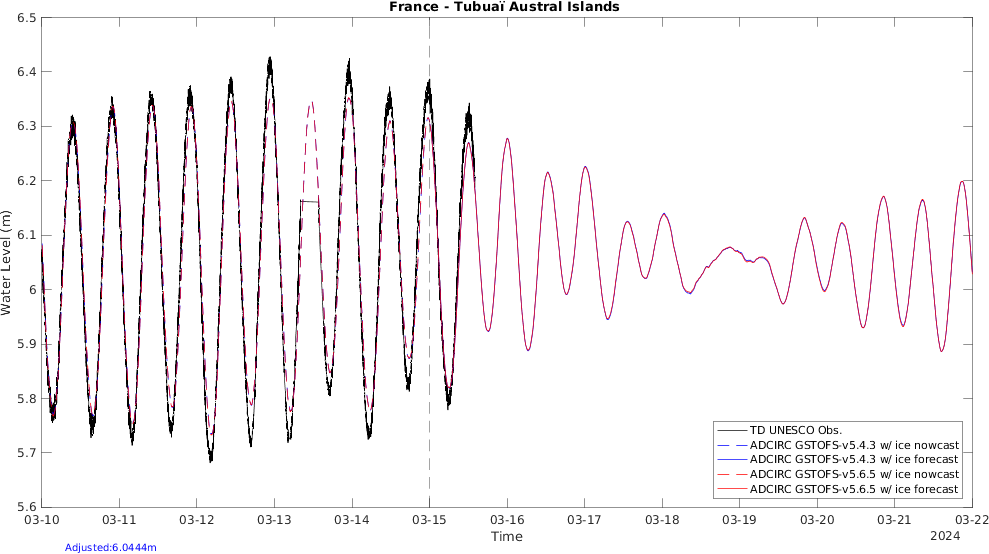 France - Tubuaï Austral Islands
6.5
6.4
6.3
6.2
6.1
6
5.9
5.8
5.7
5.6
Water Level (m)
TD UNESCO Obs.
ADCIRC GSTOFS-v5.4.3 w/ ice nowcast
ADCIRC GSTOFS-v5.4.3 w/ ice forecast
ADCIRC GSTOFS-v5.6.5 w/ ice nowcast
ADCIRC GSTOFS-v5.6.5 w/ ice forecast
03-10 03-11 03-12 03-13 03-14 03-15 03-16 03-17 03-18 03-19 03-20 03-21 03-22
Time
2024
Adjusted:6.0444m